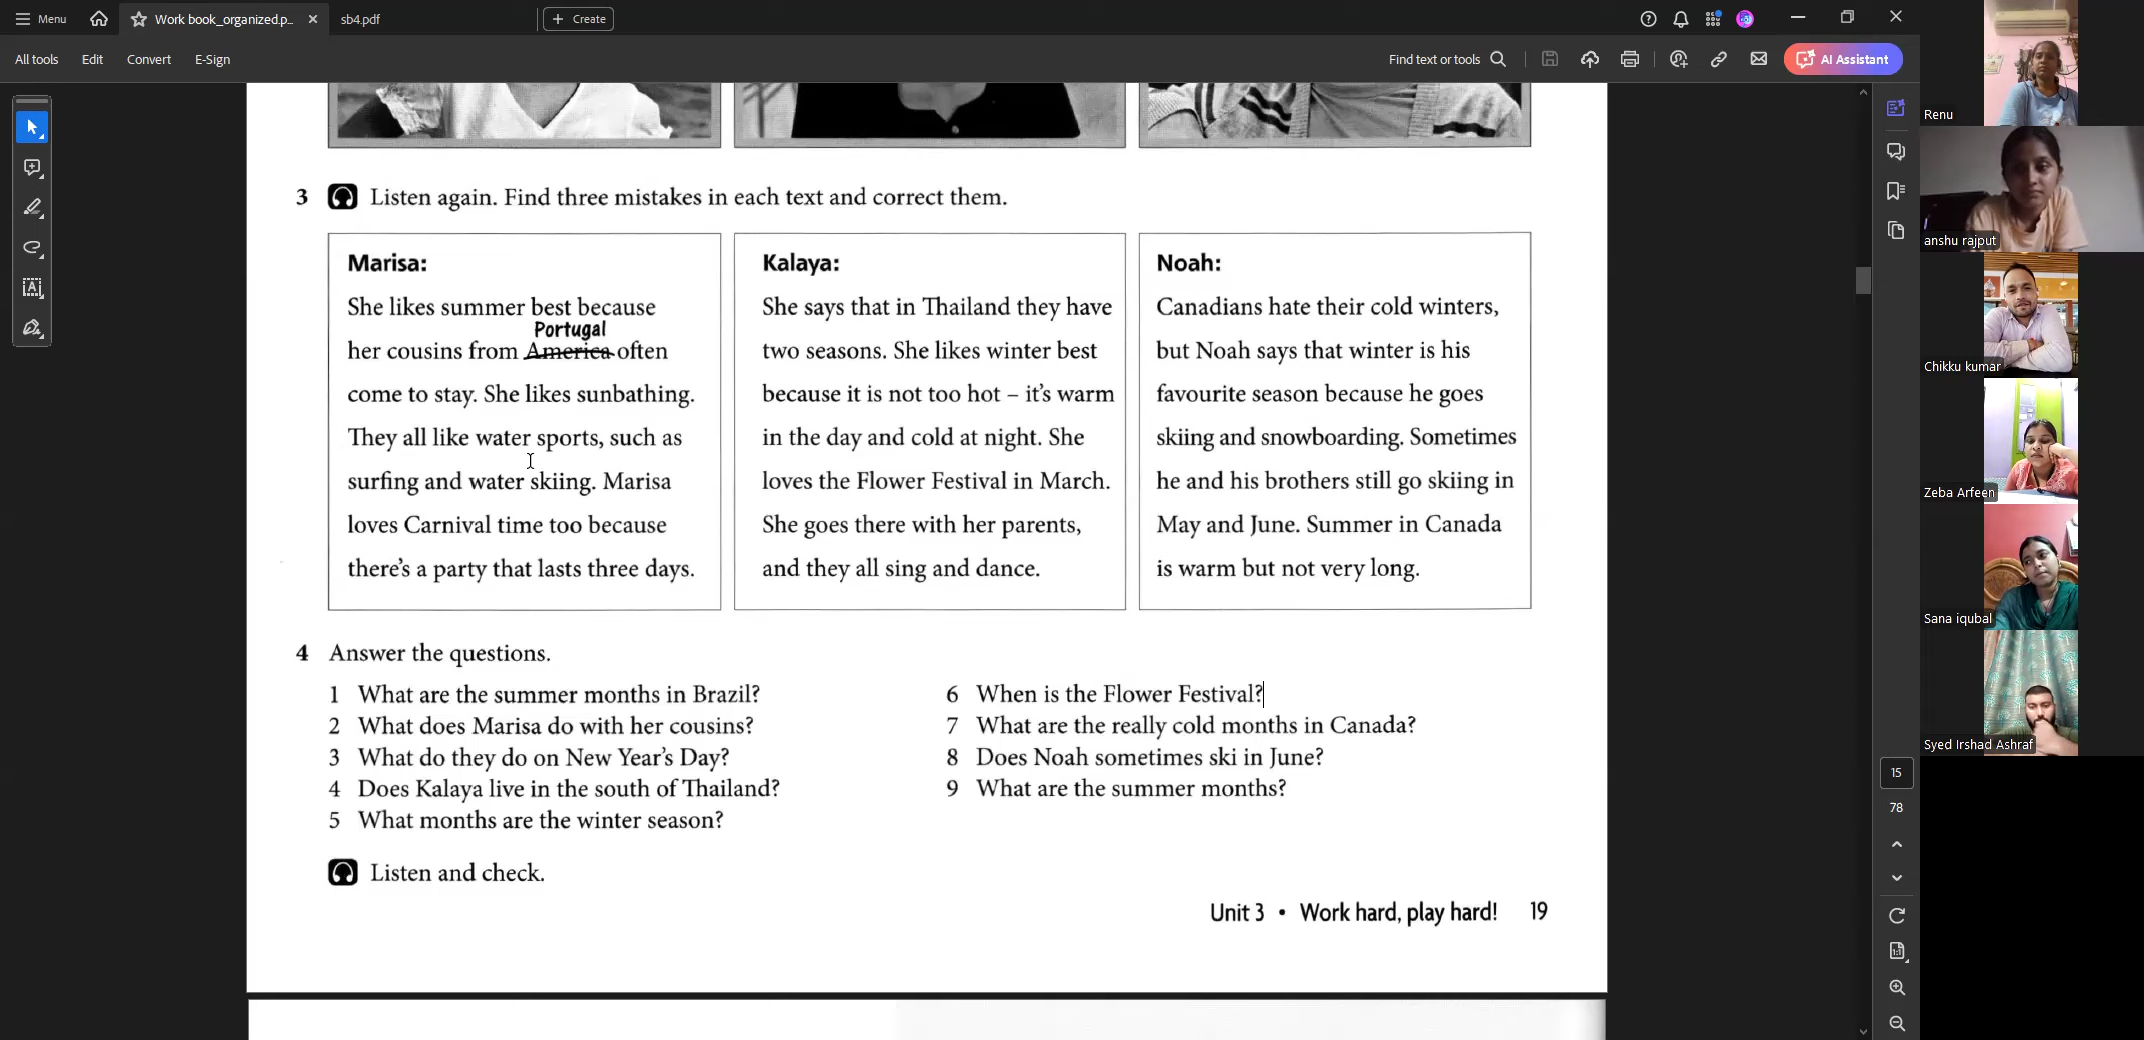 Menu
Work book_organized.p...
sb4.pdf
Create
All tools
Edit
Convert
E-Sign
Find text or tools
AI Assistant
3 Listen again. Find three mistakes in each text and correct them.
Marisa:
She likes summer best because
Portugal
her cousins from America often
come to stay. She likes sunbathing.
They all like water sports, such as
surfing and water skiing. Marisa
loves Carnival time too because
there's a party that lasts three days.
Kalaya:
She says that in Thailand they have
two seasons. She likes winter best
because it is not too hot – it's warm
in the day and cold at night. She
loves the Flower Festival in March.
She goes there with her parents,
and they all sing and dance.
Noah:
Canadians hate their cold winters,
but Noah says that winter is his
favourite season because he goes
skiing and snowboarding. Sometimes
he and his brothers still go skiing in
May and June. Summer in Canada
is warm but not very long.
4 Answer the questions.
1 What are the summer months in Brazil?
2 What does Marisa do with her cousins?
3 What do they do on New Year's Day?
4 Does Kalaya live in the south of Thailand?
5 What months are the winter season?
6 When is the Flower Festival?
7 What are the really cold months in Canada?
8 Does Noah sometimes ski in June?
9 What are the summer months?
Listen and check.
Unit 3 • Work hard, play hard! 19
15
78
Renu
anshu rajput
Chikku kumar
Zeba Arfeen
Sana iqubal
Syed Irshad Ashraf